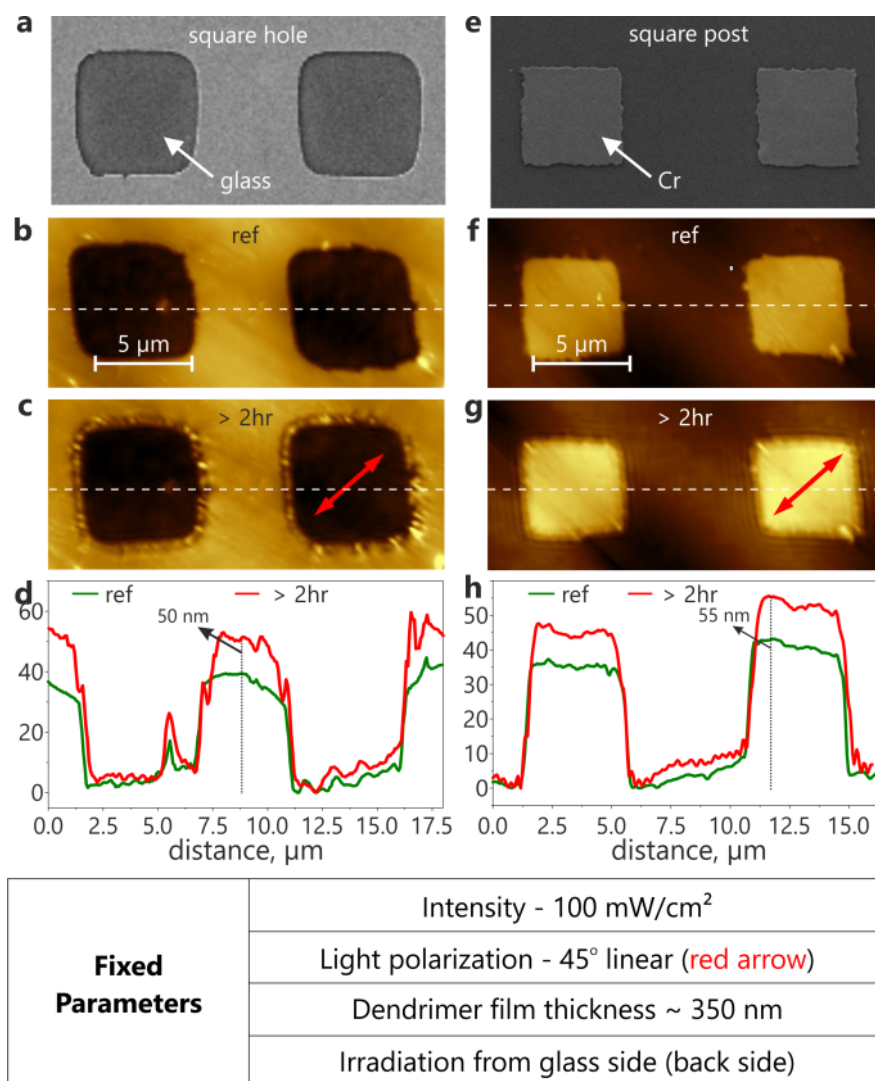 a
square hole
glass
e
square post
Cr
b
ref
5 µm
f
ref
5 µm
c
> 2hr
g
> 2hr
d
ref
> 2hr
50 nm
60
40
20
0
0.0 2.5 5.0 7.5 10.0 12.5 15.0 17.5
distance, µm
h
ref
> 2hr
55 nm
50
40
30
20
10
0
0.0 2.5 5.0 7.5 10.0 12.5 15.0
distance, µm
Fixed
Parameters
Intensity - 100 mW/cm²
Light polarization - 45° linear (red arrow)
Dendrimer film thickness ~ 350 nm
Irradiation from glass side (back side)